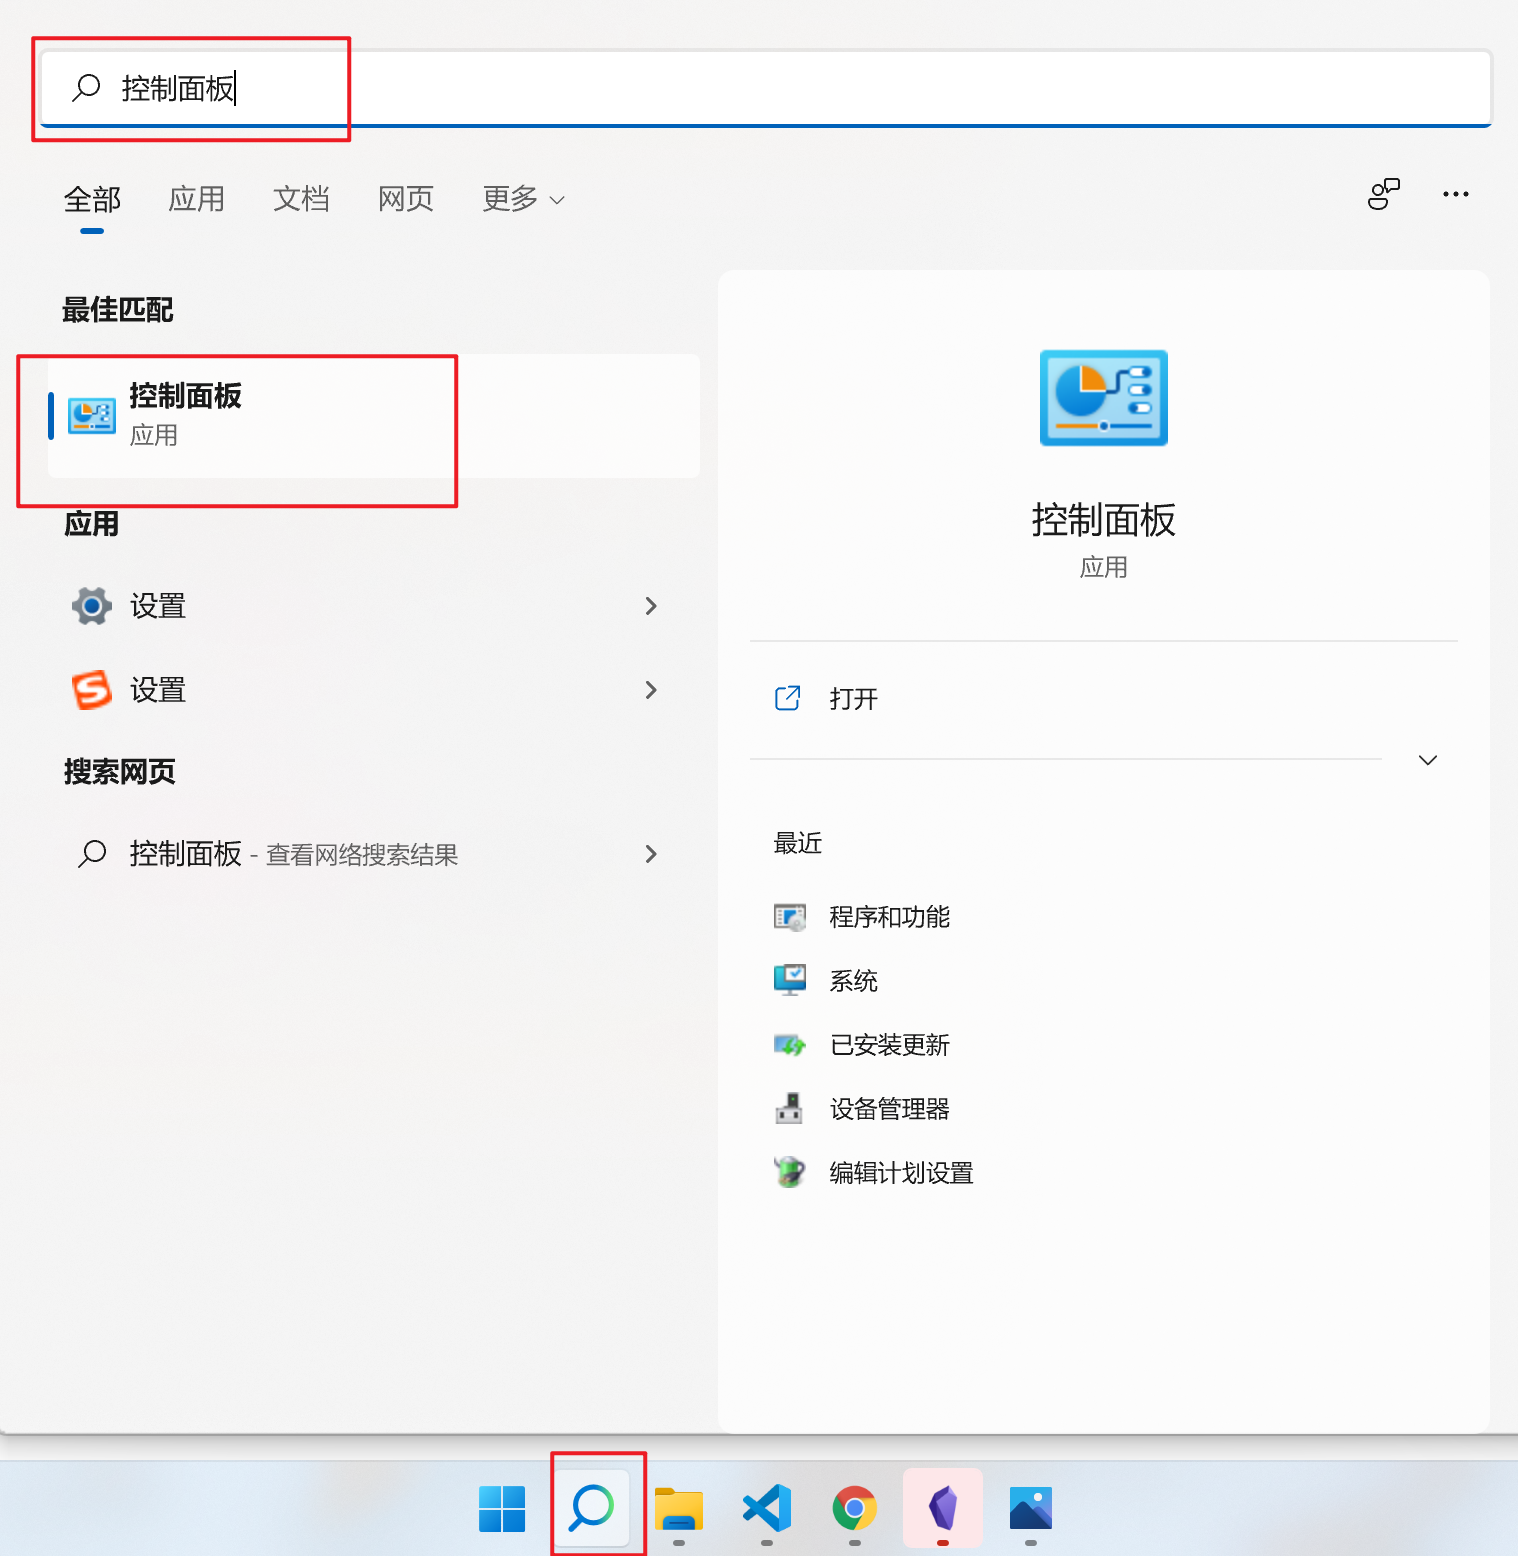 控制面板
全部 应用 文档 网页 更多
最佳匹配
控制面板
应用
应用
设置
设置
搜索网页
控制面板 - 查看网络搜索结果
控制面板
应用
打开
最近
程序和功能
系统
已安装更新
设备管理器
编辑计划设置